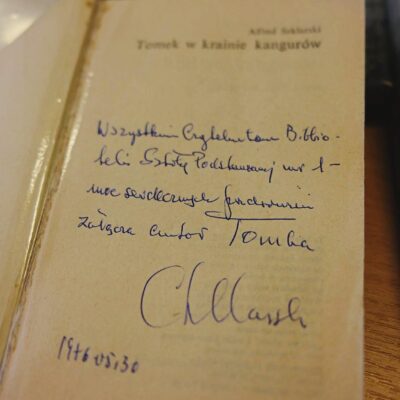 Alfred Szklarski
Tomek w krainie kangurów
Wszystkim Czytelnikom Biblio-
teki Szkoły Podstawowej nr 1-
moc serdecznych pozdrowień
załącza autor Tomka
1976.05.30